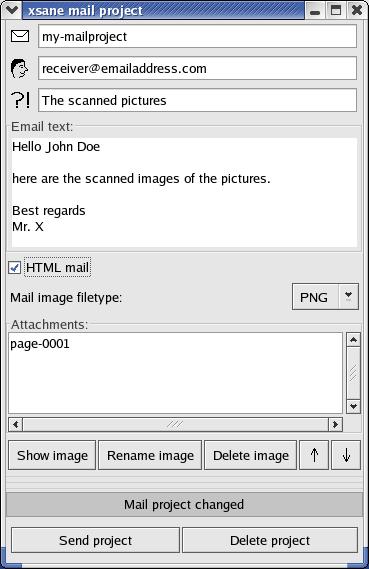 xsane mail project
my-mailproject
receiver@emailaddress.com
?! The scanned pictures
Email text:
Hello John Doe
here are the scanned images of the pictures.
Best regards
Mr. X
HTML mail
Mail image filetype: PNG
Attachments:
page-0001
Show image Rename image Delete image ↑ ↓
Mail project changed
Send project Delete project